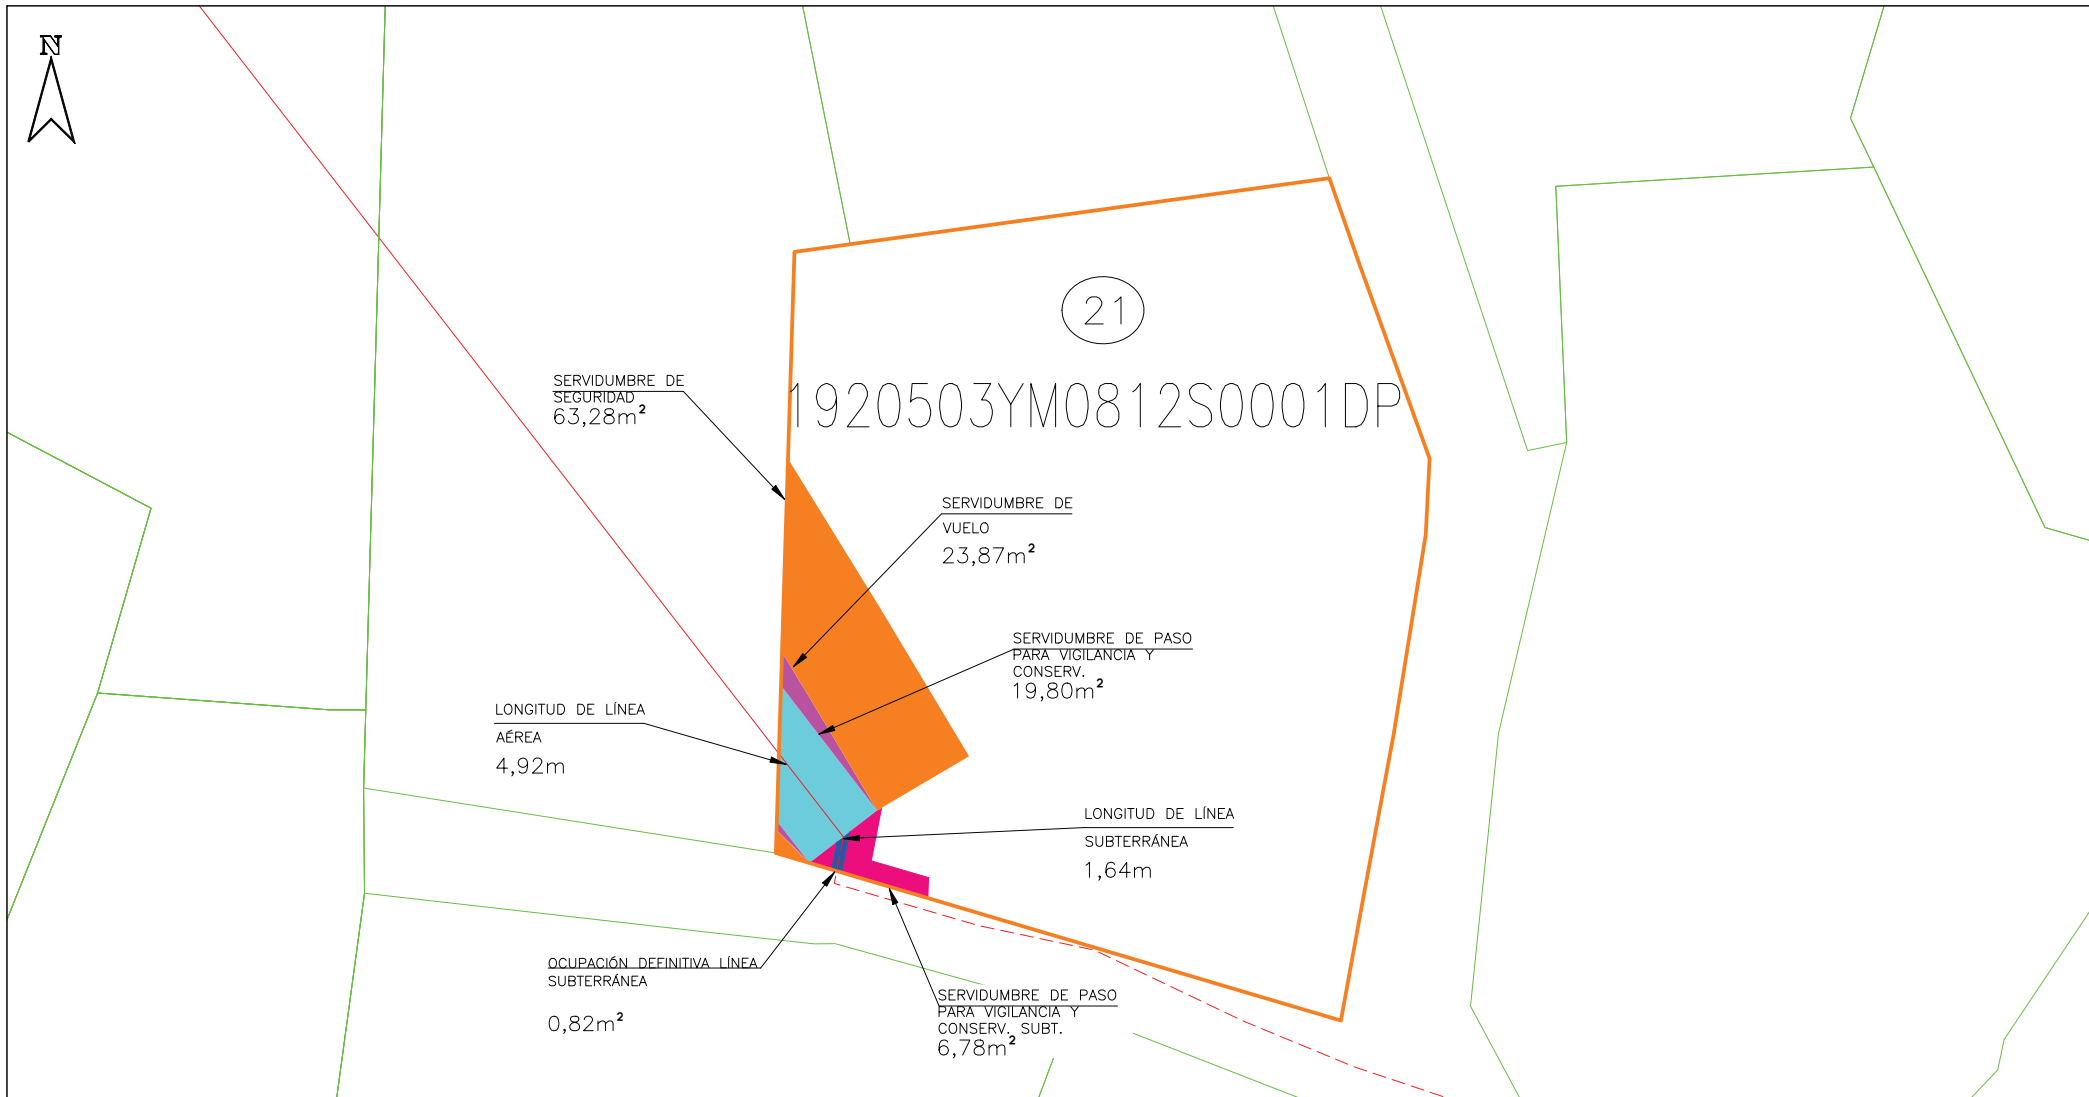 N
21
1920503YM0812S0001DP
SERVIDUMBRE DE
SEGURIDAD
63,28m²
SERVIDUMBRE DE
VUELO
23,87m²
SERVIDUMBRE DE PASO
PARA VIGILANCIA Y
CONSERV.
19,80m²
LONGITUD DE LÍNEA
AÉREA
4,92m
LONGITUD DE LÍNEA
SUBTERRÁNEA
1,64m
OCUPACIÓN DEFINITIVA LÍNEA
SUBTERRÁNEA
0,82m²
SERVIDUMBRE DE PASO
PARA VIGILANCIA Y
CONSERV. SUBT.
6,78m²